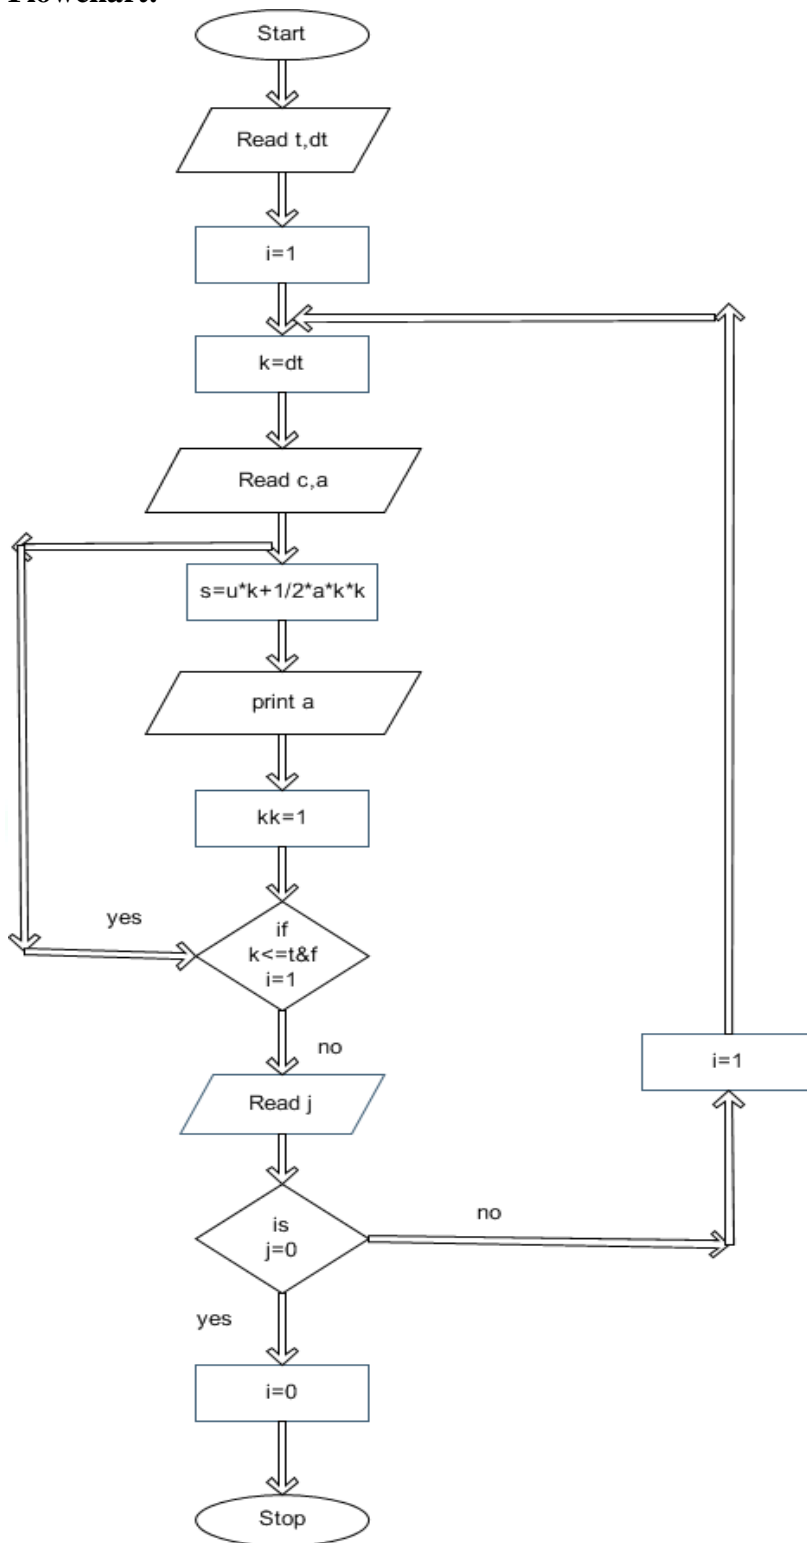 Flowchart:
Start
Read t,dt
i=1
k=dt
Read c,a
s=u*k+1/2*a*k*k
print a
kk=1
yes
if
k<=t&f
i=1
no
i=1
Read j
is
j=0
no
yes
i=0
Stop